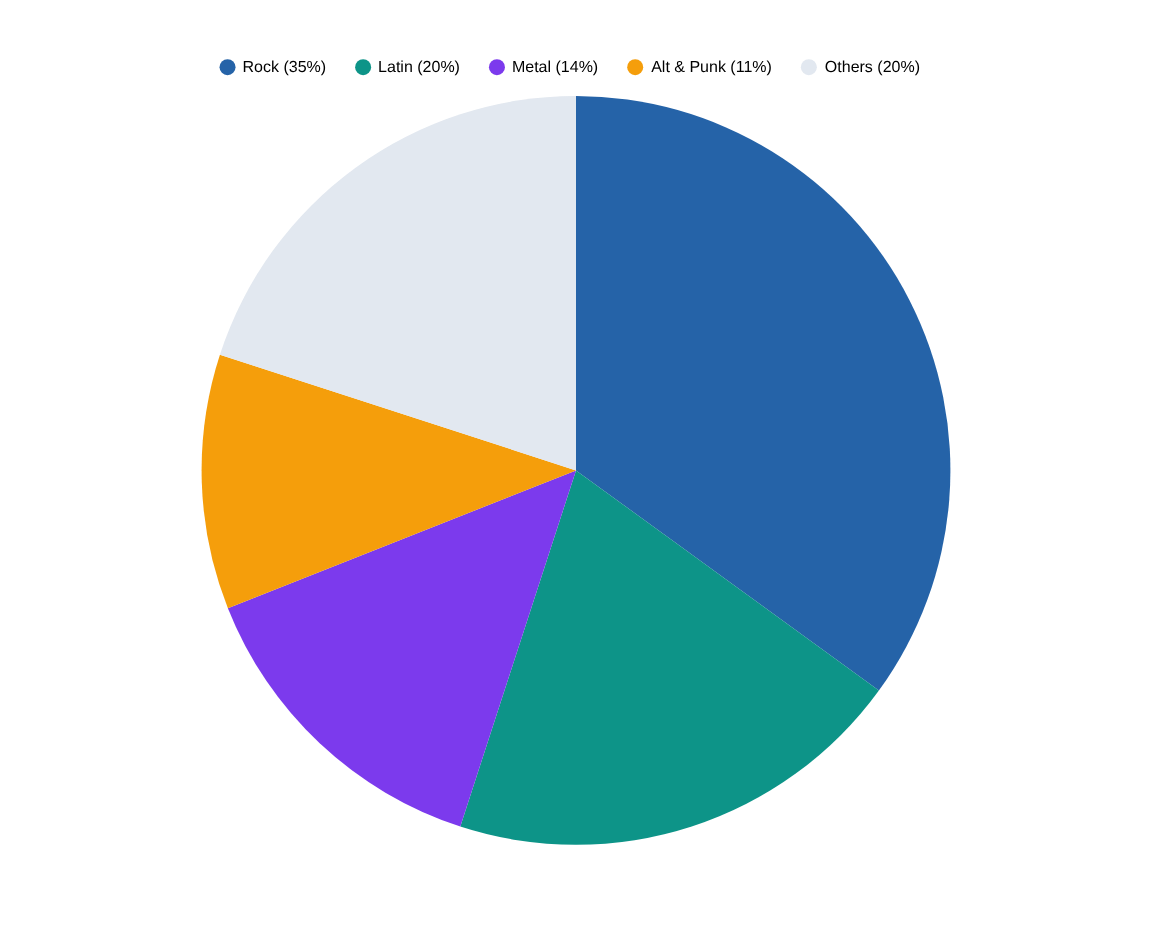 Rock (35%) Latin (20%) Metal (14%) Alt & Punk (11%) Others (20%)